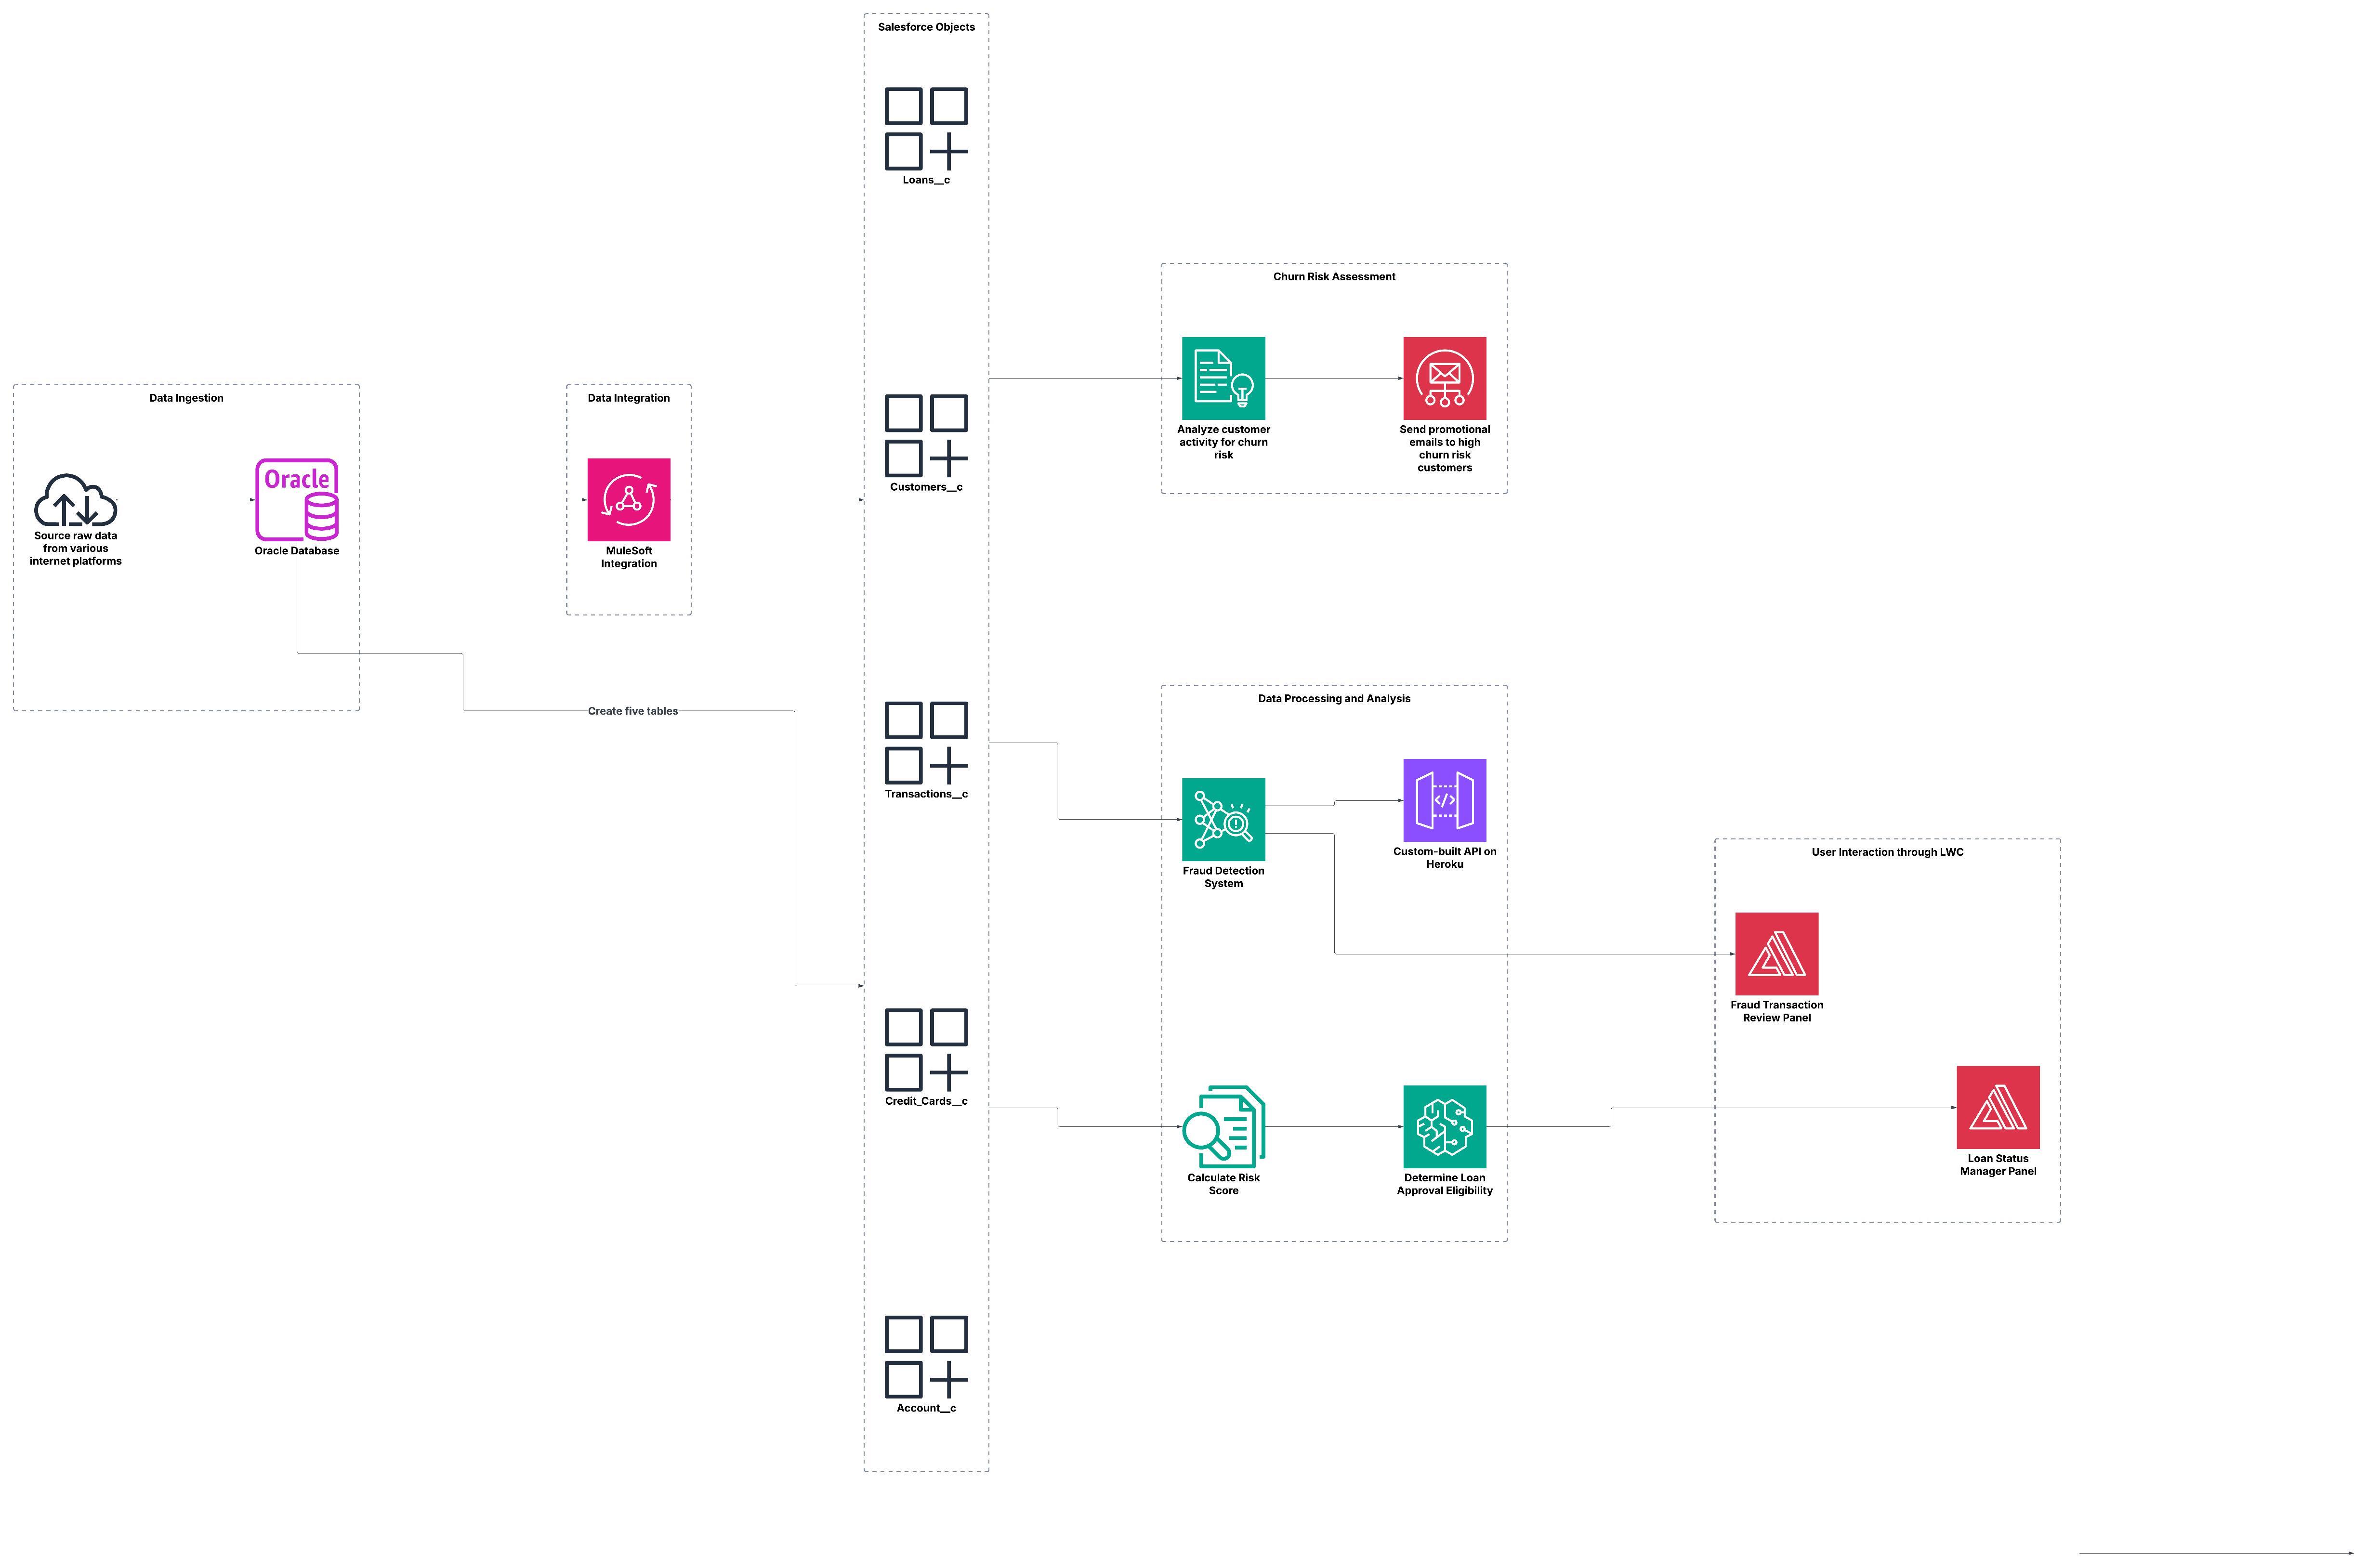 Salesforce Objects
Loans__c
Customers__c
Transactions__c
Credit_Cards__c
Account__c
Data Ingestion
Source raw data
from various
internet platforms
Oracle
Oracle Database
Data Integration
MuleSoft
Integration
Create five tables
Churn Risk Assessment
Analyze customer
activity for churn
risk
Send promotional
emails to high
churn risk
customers
Data Processing and Analysis
Fraud Detection
System
</>
Custom-built API on
Heroku
Calculate Risk
Score
Determine Loan
Approval Eligibility
User Interaction through LWC
Fraud Transaction
Review Panel
Loan Status
Manager Panel